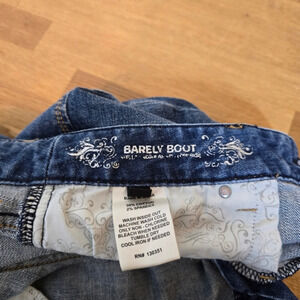 BARELY BOOT
WASH INSIDE OUT
MACHINE WASH COLD
ONLY NON - CHLORINE
BLEACH WHEN NEEDED
TUMBLE DRY
COOL IRON IF NEEDED
RN# 130351